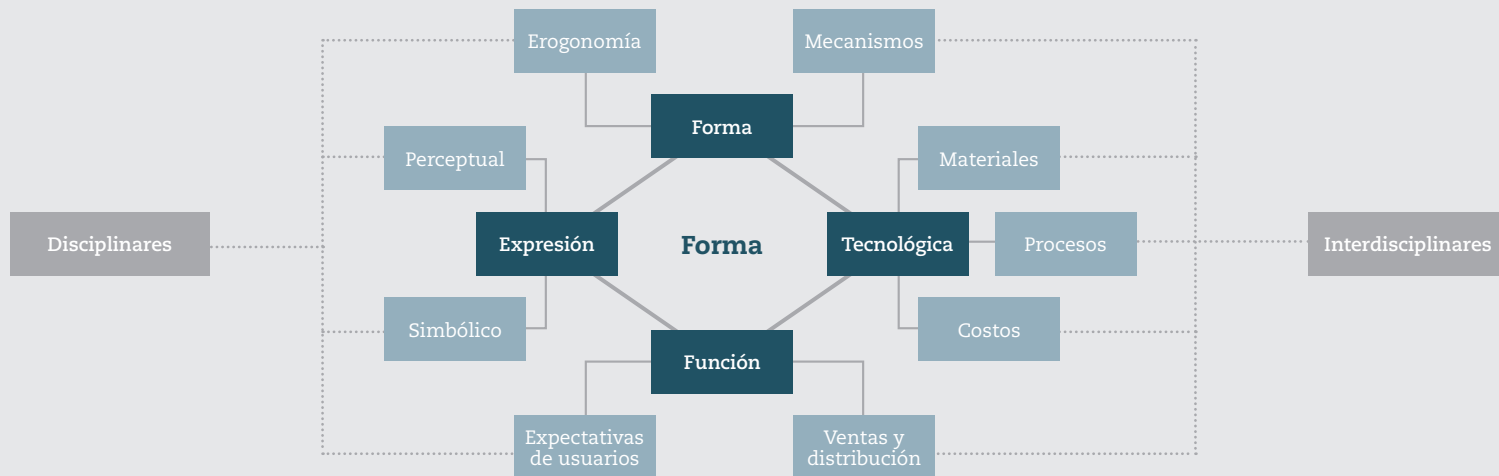 Erogonomía
Mecanismos
Forma
Perceptual
Materiales
Disciplinares
Expresión
Forma
Tecnológica
Procesos
Interdisciplinares
Simbólico
Costos
Función
Expectativas
de usuarios
Ventas y
distribución